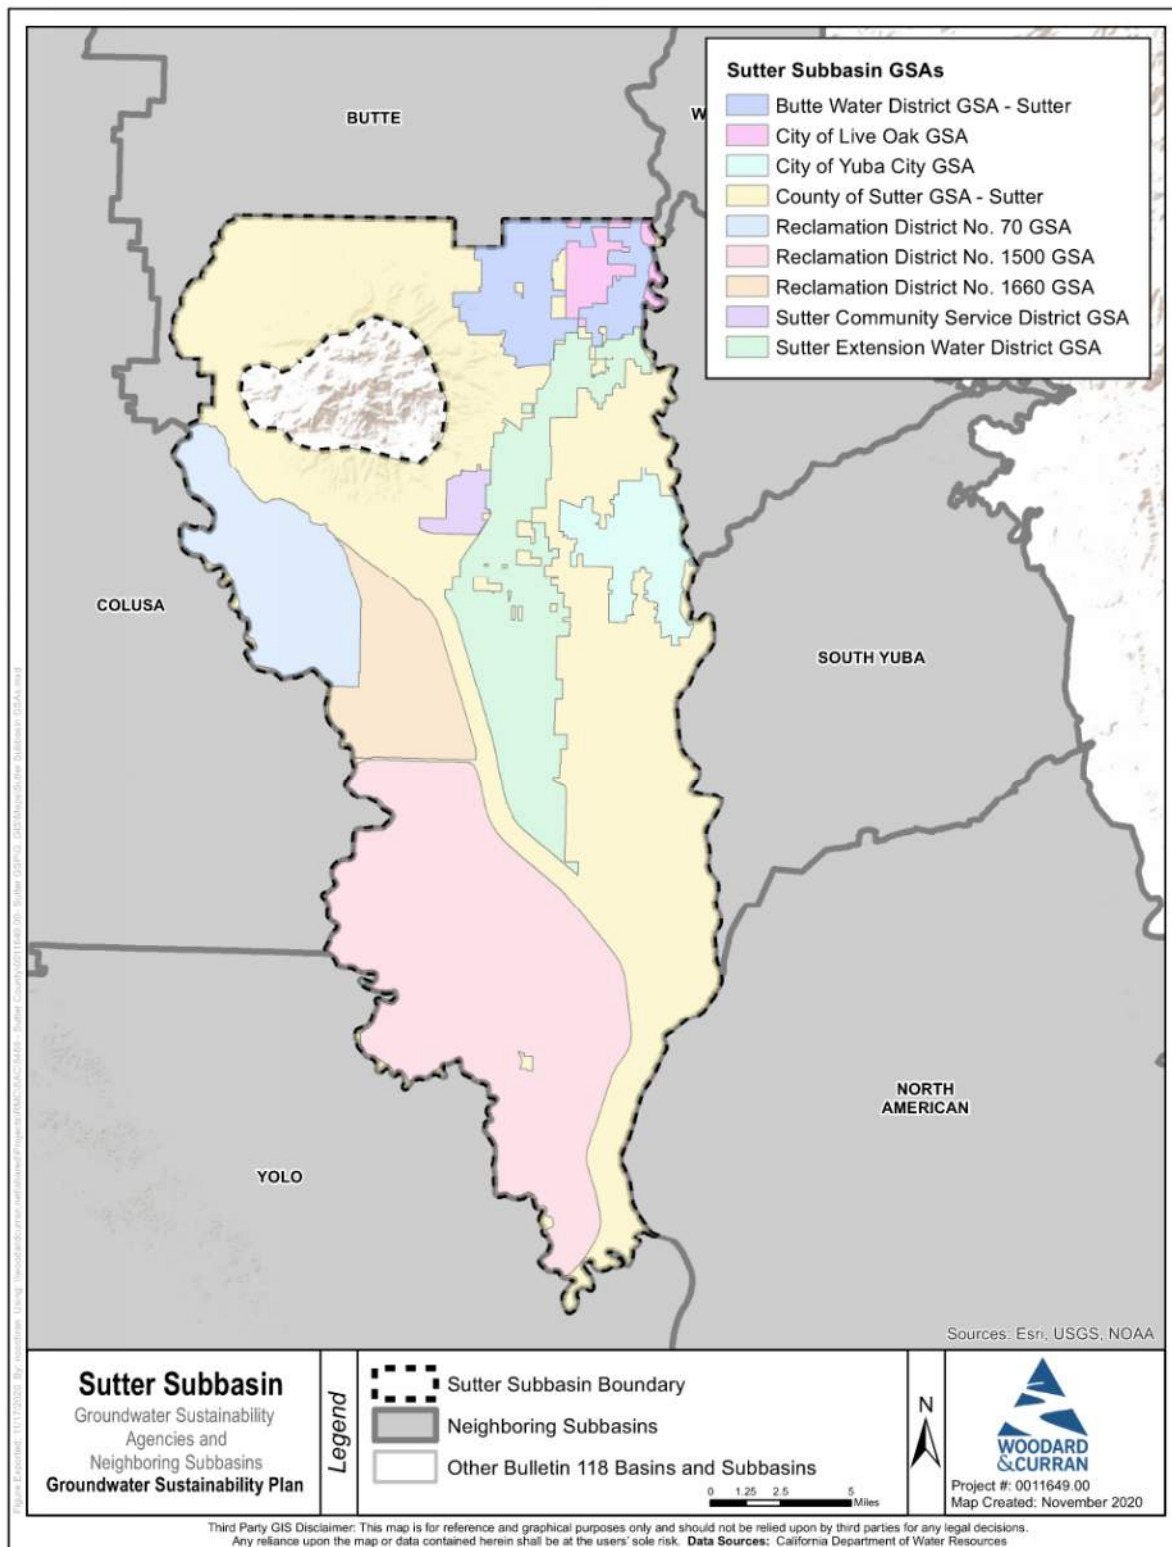 BUTTE
W
Sutter Subbasin GSAs
Butte Water District GSA - Sutter
City of Live Oak GSA
City of Yuba City GSA
County of Sutter GSA - Sutter
Reclamation District No. 70 GSA
Reclamation District No. 1500 GSA
Reclamation District No. 1660 GSA
Sutter Community Service District GSA
Sutter Extension Water District GSA
COLUSA
SOUTH YUBA
NORTH
AMERICAN
YOLO
Sources: Esri, USGS, NOAA
Sutter Subbasin
Groundwater Sustainability
Agencies and
Neighboring Subbasins
Groundwater Sustainability Plan
Legend
Sutter Subbasin Boundary
Neighboring Subbasins
Other Bulletin 118 Basins and Subbasins
0 1.25 2.5 5
Miles
N
WOODARD
&CURRAN
Project #: 0011649.00
Map Created: November 2020
Third Party GIS Disclaimer: This map is for reference and graphical purposes only and should not be relied upon by third parties for any legal decisions.
Any reliance upon the map or data contained herein shall be at the users' sole risk. Data Sources: California Department of Water Resources